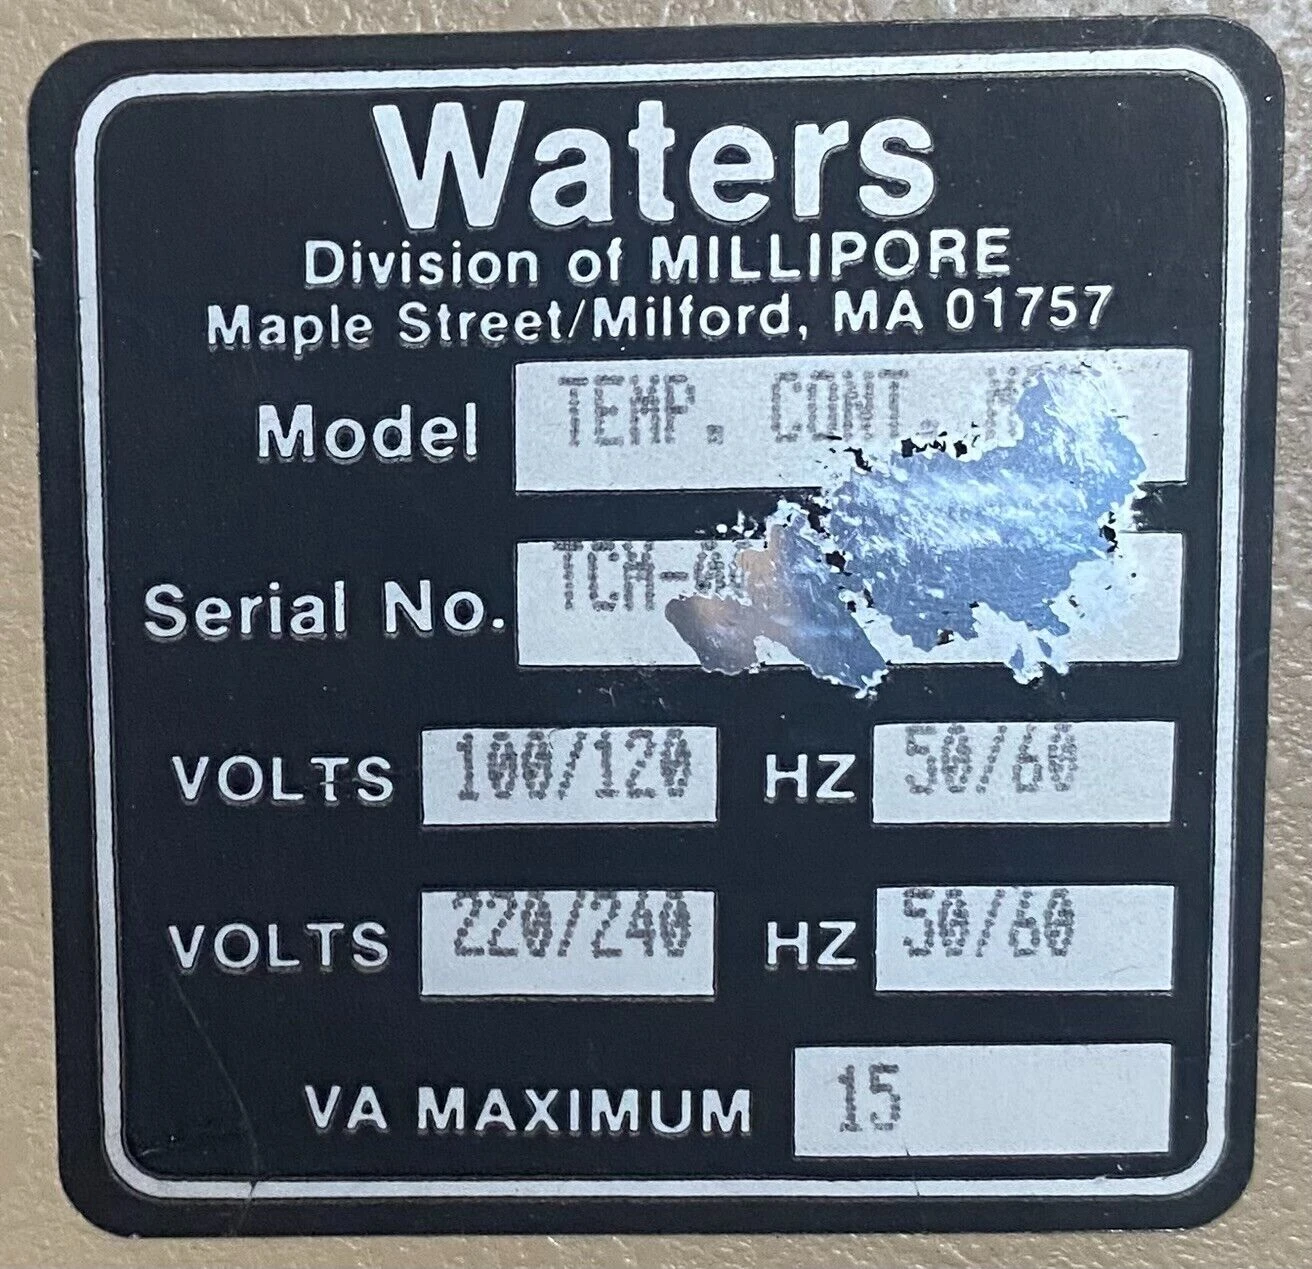 Waters
Division of MILLIPORE
Maple Street/Milford, MA 01757
Model TEMP. CONT.
Serial No.
VOLTS 100/120 HZ 50/60
VOLTS 220/240 HZ 50/60
VA MAXIMUM 15